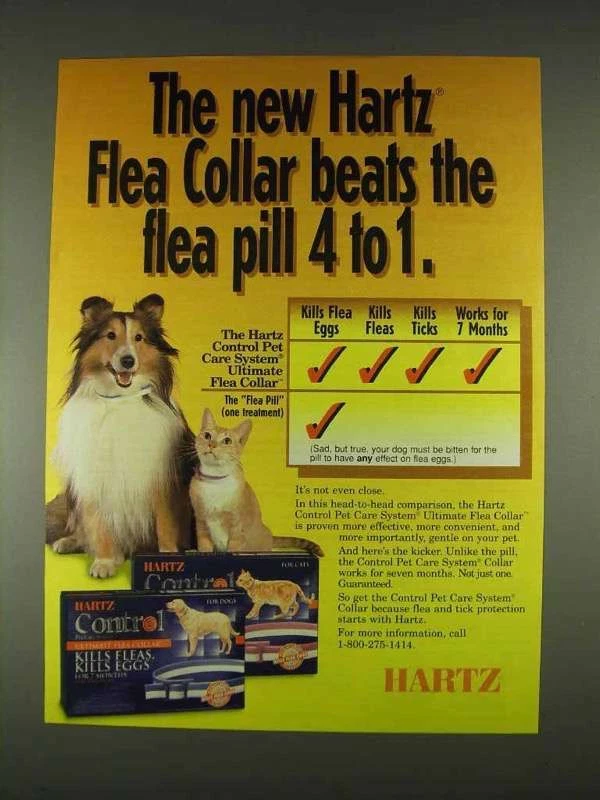 The new Hartz®
Flea Collar beats the
flea pill 4 to 1.
Kills Flea Eggs
Kills Fleas
Kills Ticks
Works for 7 Months
The Hartz
Control Pet
Care System®
Ultimate
Flea Collar™
The "Flea Pill"
(one treatment)
(Sad, but true, your dog must be bitten for the
pill to have any effect on flea eggs.)
It's not even close.
In this head-to-head comparison, the Hartz
Control Pet Care System® Ultimate Flea Collar™
is proven more effective, more convenient, and
more importantly, gentle on your pet.
And here's the kicker. Unlike the pill,
the Control Pet Care System® Collar
works for seven months. Not just one.
Guaranteed.
So get the Control Pet Care System®
Collar because flea and tick protection
starts with Hartz.
For more information, call
1-800-275-1414.
HARTZ
HARTZ
FOR CATS
Control
HARTZ
FOR DOGS
Control
ULTIMATE FLEA COLLAR
KILLS FLEAS,
KILLS EGGS
FOR 7 MONTHS